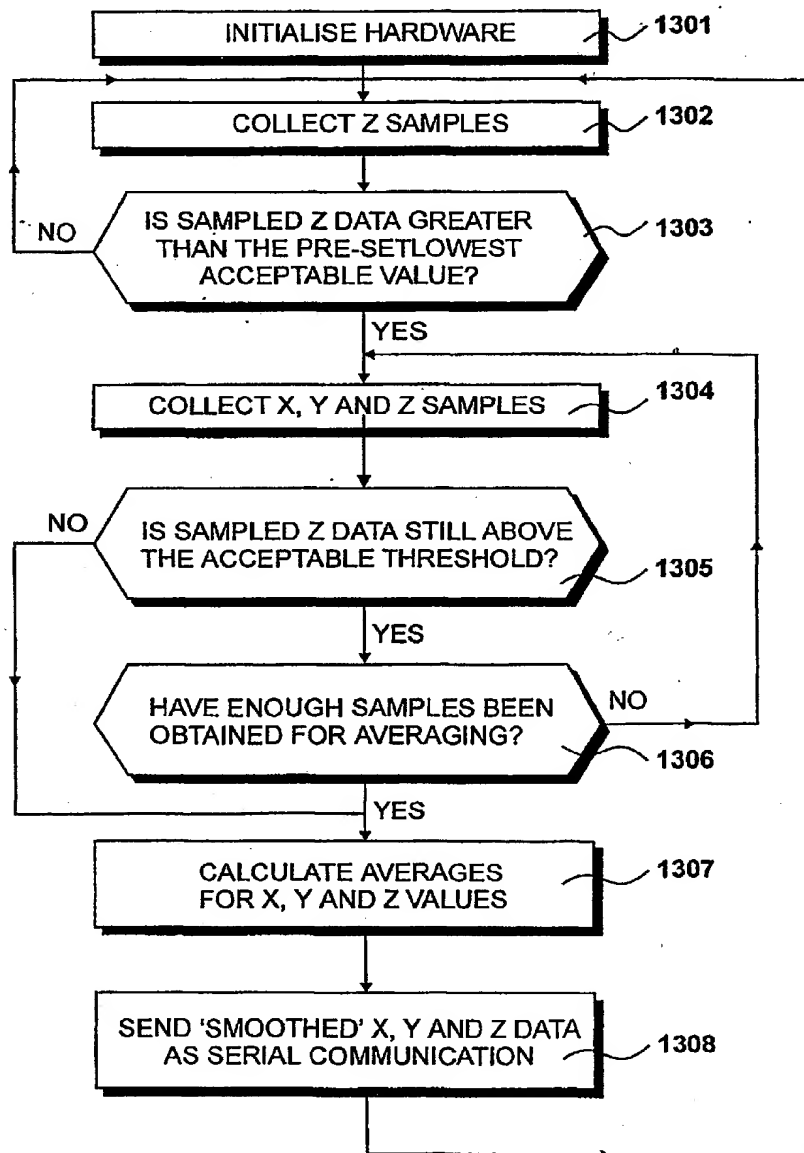 INITIALISE HARDWARE
1301
COLLECT Z SAMPLES
1302
IS SAMPLED Z DATA GREATER
THAN THE PRE-SETLOWEST
ACCEPTABLE VALUE?
1303
NO
YES
COLLECT X, Y AND Z SAMPLES
1304
NO
IS SAMPLED Z DATA STILL ABOVE
THE ACCEPTABLE THRESHOLD?
1305
YES
HAVE ENOUGH SAMPLES BEEN
OBTAINED FOR AVERAGING?
NO
1306
YES
CALCULATE AVERAGES
FOR X, Y AND Z VALUES
1307
SEND 'SMOOTHED' X, Y AND Z DATA
AS SERIAL COMMUNICATION
1308